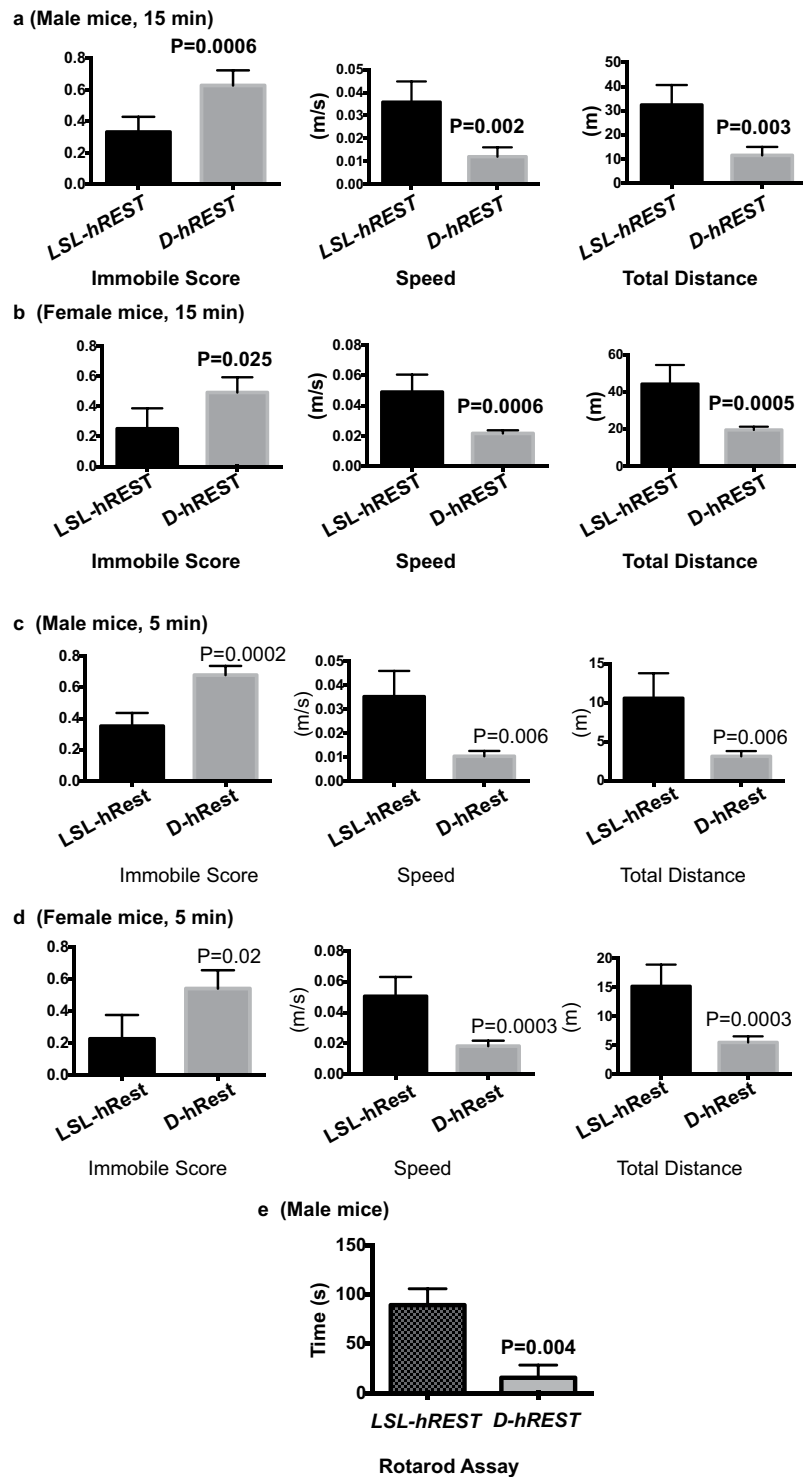 a (Male mice, 15 min)
P=0.0006
0.8
0.6
0.4
0.2
0.0
LSL-hREST
D-hREST
Immobile Score
(m/s)
P=0.002
0.05
0.04
0.03
0.02
0.01
0.00
LSL-hREST
D-hREST
Speed
(m)
P=0.003
50
40
30
20
10
0
LSL-hREST
D-hREST
Total Distance
b (Female mice, 15 min)
P=0.025
0.8
0.6
0.4
0.2
0.0
LSL-hREST
D-hREST
Immobile Score
(m/s)
P=0.0006
0.08
0.06
0.04
0.02
0.00
LSL-hREST
D-hREST
Speed
(m)
P=0.0005
60
40
20
0
LSL-hREST
D-hREST
Total Distance
c (Male mice, 5 min)
P=0.0002
0.8
0.6
0.4
0.2
0.0
LSL-hRest
D-hRest
Immobile Score
(m/s)
P=0.006
0.05
0.04
0.03
0.02
0.01
0.00
LSL-hRest
D-hRest
Speed
(m)
P=0.006
15
10
5
0
LSL-hRest
D-hRest
Total Distance
d (Female mice, 5 min)
P=0.02
0.8
0.6
0.4
0.2
0.0
LSL-hRest
D-hRest
Immobile Score
(m/s)
P=0.0003
0.08
0.06
0.04
0.02
0.00
LSL-hRest
D-hRest
Speed
(m)
P=0.0003
20
15
10
5
0
LSL-hRest
D-hRest
Total Distance
e (Male mice)
Time (s)
P=0.004
150
100
50
0
LSL-hREST D-hREST
Rotarod Assay